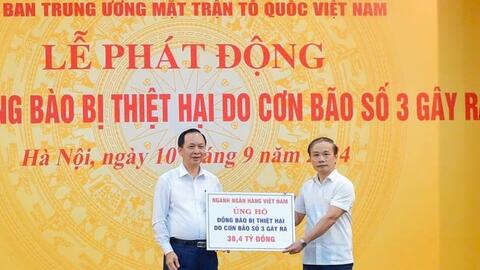 BAN TRUNG ƯƠNG MẶT TRẬN TỔ QUỐC VIỆT NAM
LỄ PHÁT ĐỘNG
NG BÀO BỊ THIỆT HẠI DO CƠN BÃO SỐ 3 GÂY RA
Hà Nội, ngày 10 9 năm 4
NGÀNH NGÂN HÀNG VIỆT NAM
ỦNG HỘ
ĐỒNG BÀO BỊ THIỆT HẠI
DO CƠN BÃO SỐ 3 GÂY RA
38,4 TỶ ĐỒNG